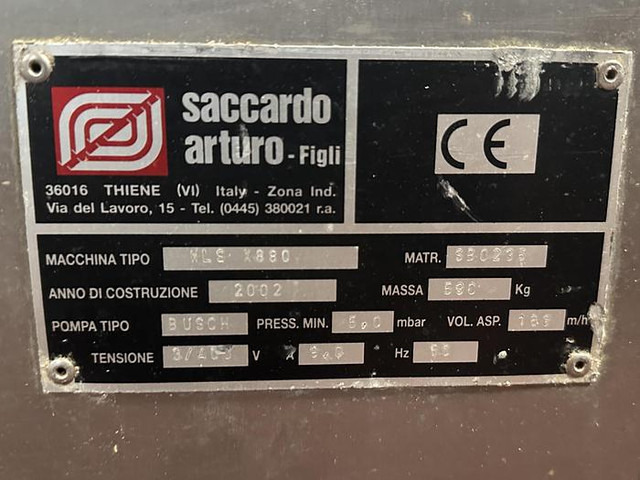 saccardo
arturo - Figli
36016 THIENE (VI) Italy - Zona Ind.
Via del Lavoro, 15 - Tel. (0445) 380021 r.a.
CE
MACCHINA TIPO X880 MATR.
ANNO DI COSTRUZIONE 2002 MASSA Kg
POMPA TIPO BUSCH PRESS. MIN. mbar VOL. ASP. m/h
TENSIONE V Hz